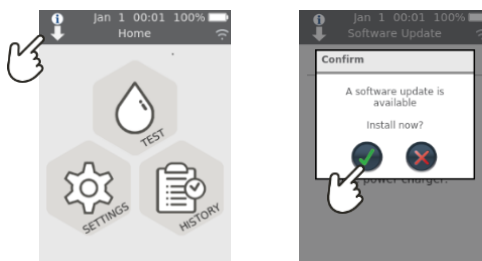 Jan 1 00:01 100%
Home
TEST
SETTINGS
HISTORY
Jan 1 00:01 100%
Software Update
Confirm
A software update is
available
Install now?
power charger.